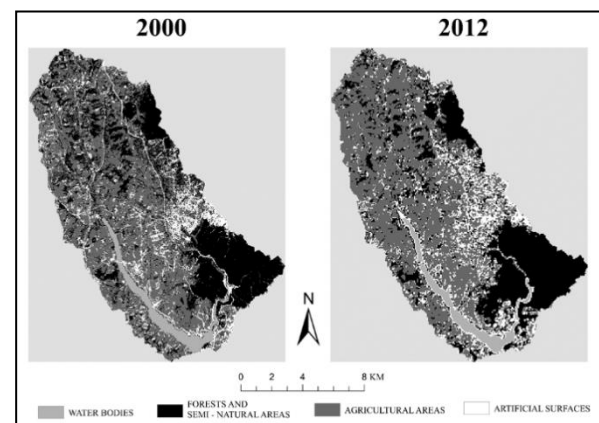 2000
2012
N
0 2 4 8 KM
WATER BODIES
FORESTS AND
SEMI - NATURAL AREAS
AGRICULTURAL AREAS
ARTIFICIAL SURFACES